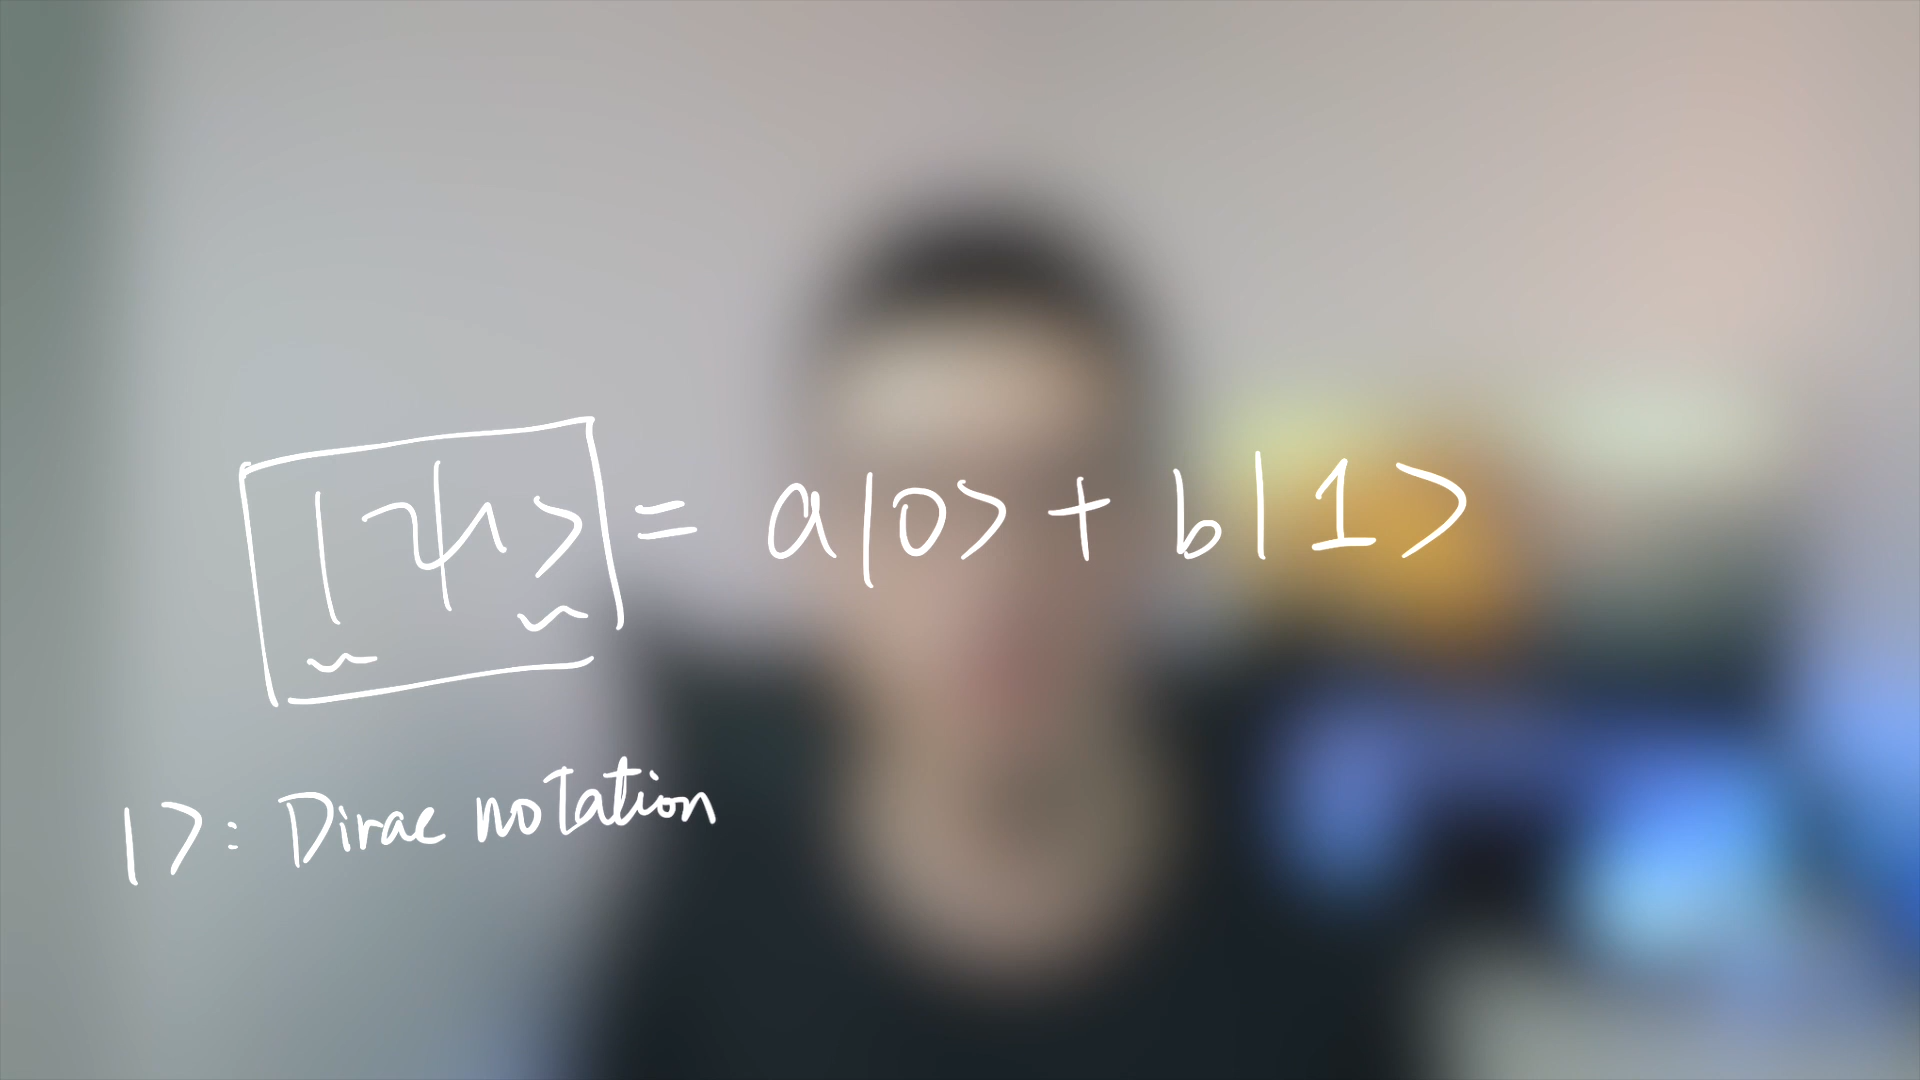 |ψ> = a|0> + b|1>
|>: Dirac notation